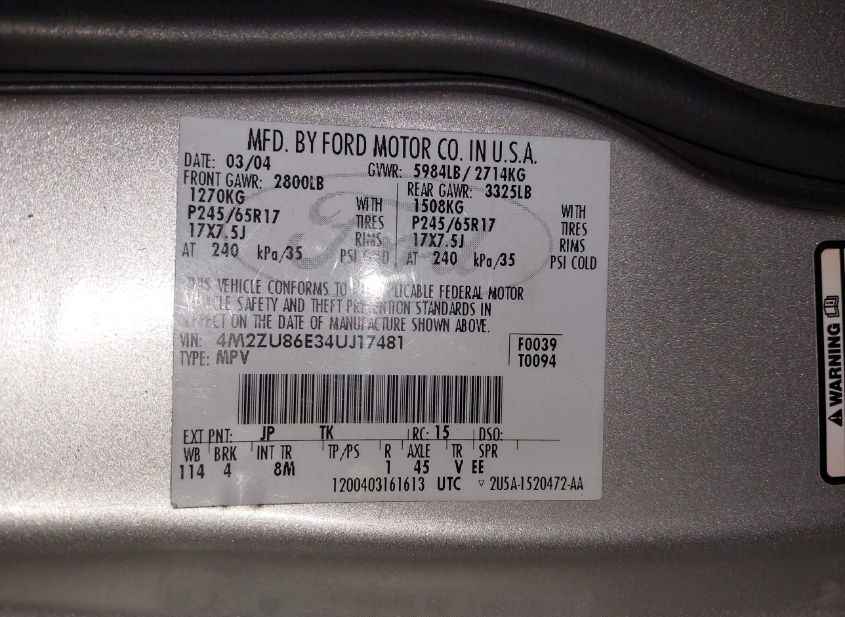 MFD. BY FORD MOTOR CO. IN U.S.A.
DATE: 03/04 GVWR: 5984LB/ 2714KG
FRONT GAWR: 2800LB REAR GAWR: 3325LB
1270KG WITH 1508KG WITH
P245/65R17 TIRES P245/65R17 TIRES
17X7.5J RIMS 17X7.5J RIMS
AT 240 kPa/35 PSI COLD AT 240 kPa/35 PSI COLD
Ford
VEHICLE CONFORMS TO FEDERAL MOTOR
SAFETY AND THEFT PREVENTION STANDARDS IN
ON THE DATE OF MANUFACTURE SHOWN ABOVE.
VIN: 4M2ZU86E34UJ17481 F0039
TYPE: MPV T0094
EXT PNT: JP TK RC: 15 DSO:
WB BRK INT TR TP/PS R AXLE TR SPR
114 4 8M 1 45 V EE
1200403161613 UTC ▽ 2U5A-1520472-AA
⚠ WARNING